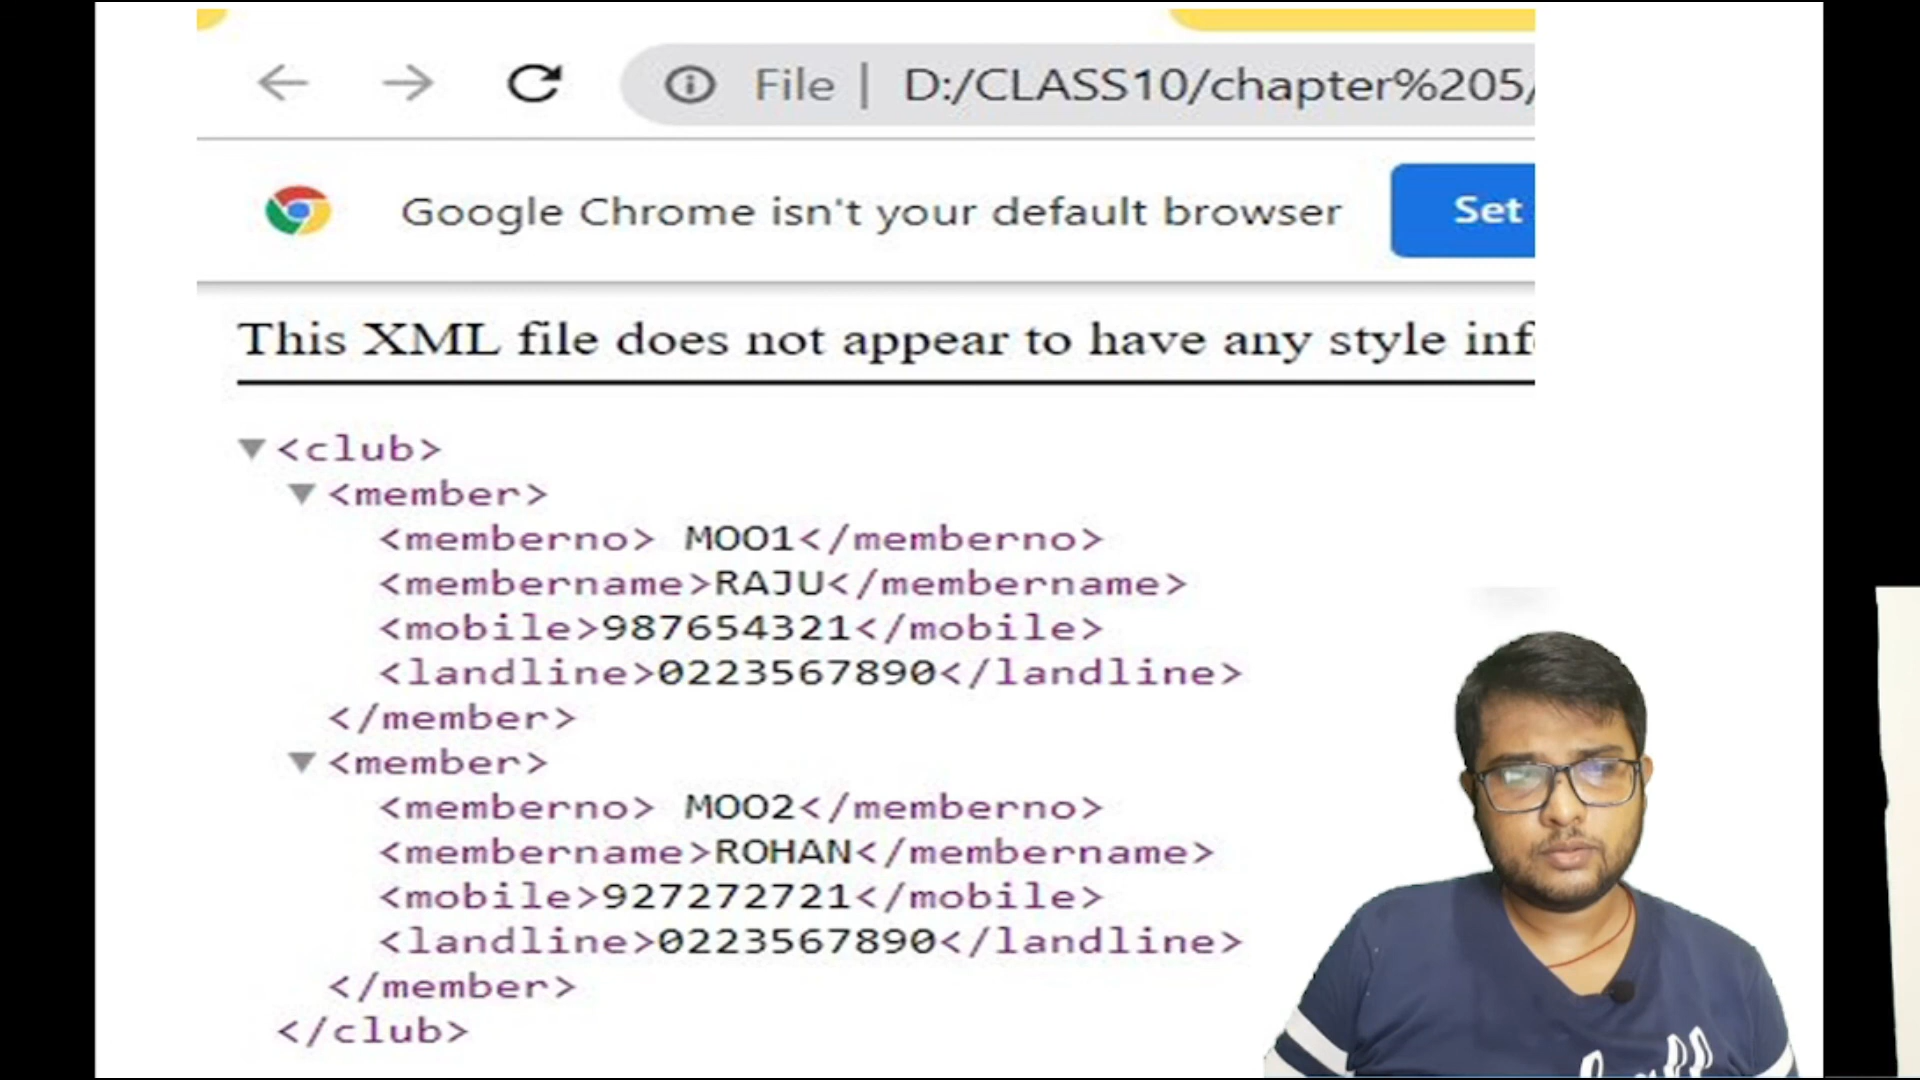 File | D:/CLASS10/chapter%205/
Google Chrome isn't your default browser
Set
This XML file does not appear to have any style inf
▼<club>
▼<member>
<memberno> MOO1</memberno>
<membername>RAJU</membername>
<mobile>987654321</mobile>
<landline>0223567890</landline>
</member>
▼<member>
<memberno> MOO2</memberno>
<membername>ROHAN</membername>
<mobile>927272721</mobile>
<landline>0223567890</landline>
</member>
</club>